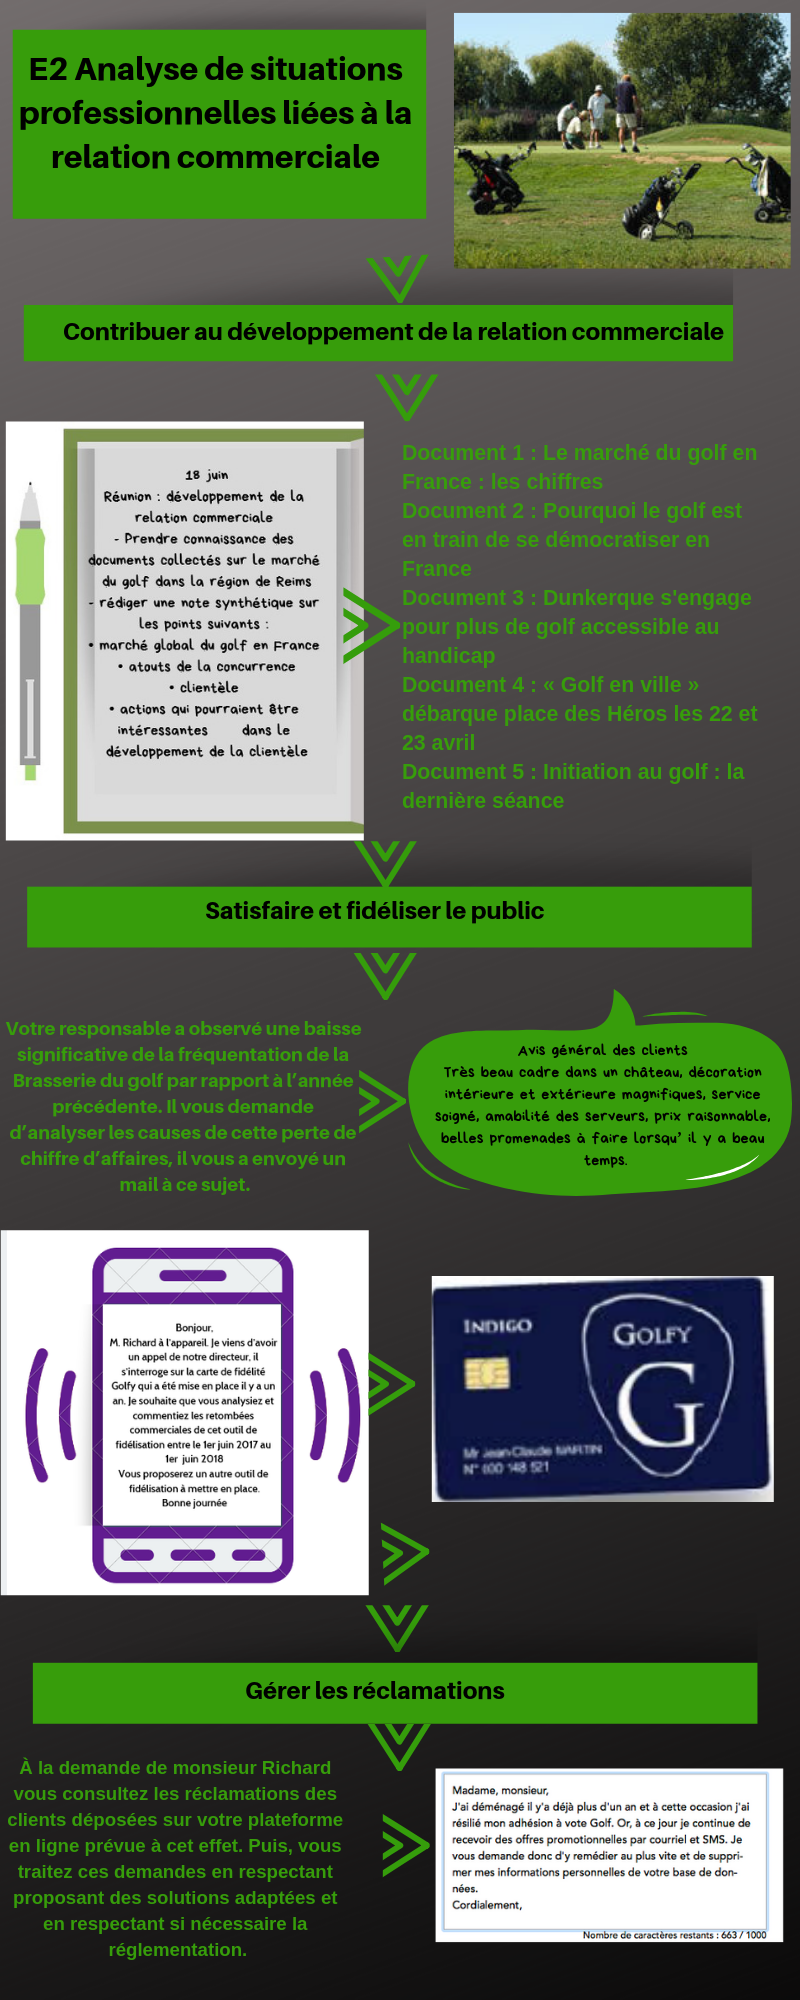 E2 Analyse de situations
professionnelles liées à la
relation commerciale
Contribuer au développement de la relation commerciale
18 juin
Réunion : développement de la
relation commerciale
- Prendre connaissance des
documents collectés sur le marché
du golf dans la région de Reims
- rédiger une note synthétique sur
les points suivants :
• marché global du golf en France
• atouts de la concurrence
• clientèle
• actions qui pourraient être
intéressantes dans le
développement de la clientèle
Document 1 : Le marché du golf en
France : les chiffres
Document 2 : Pourquoi le golf est
en train de se démocratiser en
France
Document 3 : Dunkerque s'engage
pour plus de golf accessible au
handicap
Document 4 : « Golf en ville »
débarque place des Héros les 22 et
23 avril
Document 5 : Initiation au golf : la
dernière séance
Satisfaire et fidéliser le public
Votre responsable a observé une baisse
significative de la fréquentation de la
Brasserie du golf par rapport à l’année
précédente. Il vous demande
d’analyser les causes de cette perte de
chiffre d’affaires, il vous a envoyé un
mail à ce sujet.
Avis général des clients
Très beau cadre dans un château, décoration
intérieure et extérieure magnifiques, service
soigné, amabilité des serveurs, prix raisonnable,
belles promenades à faire lorsqu’ il y a beau
temps.
Bonjour,
M. Richard à l'appareil. Je viens d'avoir
un appel de notre directeur, il
s'interroge sur la carte de fidélité
Golfy qui a été mise en place il y a un
an. Je souhaite que vous analysiez et
commentiez les retombées
commerciales de cet outil de
fidélisation entre le 1er juin 2017 au
1er juin 2018
Vous proposerez un autre outil de
fidélisation à mettre en place.
Bonne journée
INDIGO
GOLFY
G
Mr Jean-Claude MARTIN
N° 600 148 521
Gérer les réclamations
À la demande de monsieur Richard
vous consultez les réclamations des
clients déposées sur votre plateforme
en ligne prévue à cet effet. Puis, vous
traitez ces demandes en respectant
proposant des solutions adaptées et
en respectant si nécessaire la
réglementation.
Madame, monsieur,
J'ai déménagé il y'a déjà plus d'un an et à cette occasion j'ai
résilié mon adhésion à vote Golf. Or, à ce jour je continue de
recevoir des offres promotionnelles par courriel et SMS. Je
vous demande donc d'y remédier au plus vite et de suppri-
mer mes informations personnelles de votre base de don-
nées.
Cordialement,
Nombre de caractères restants : 663 / 1000